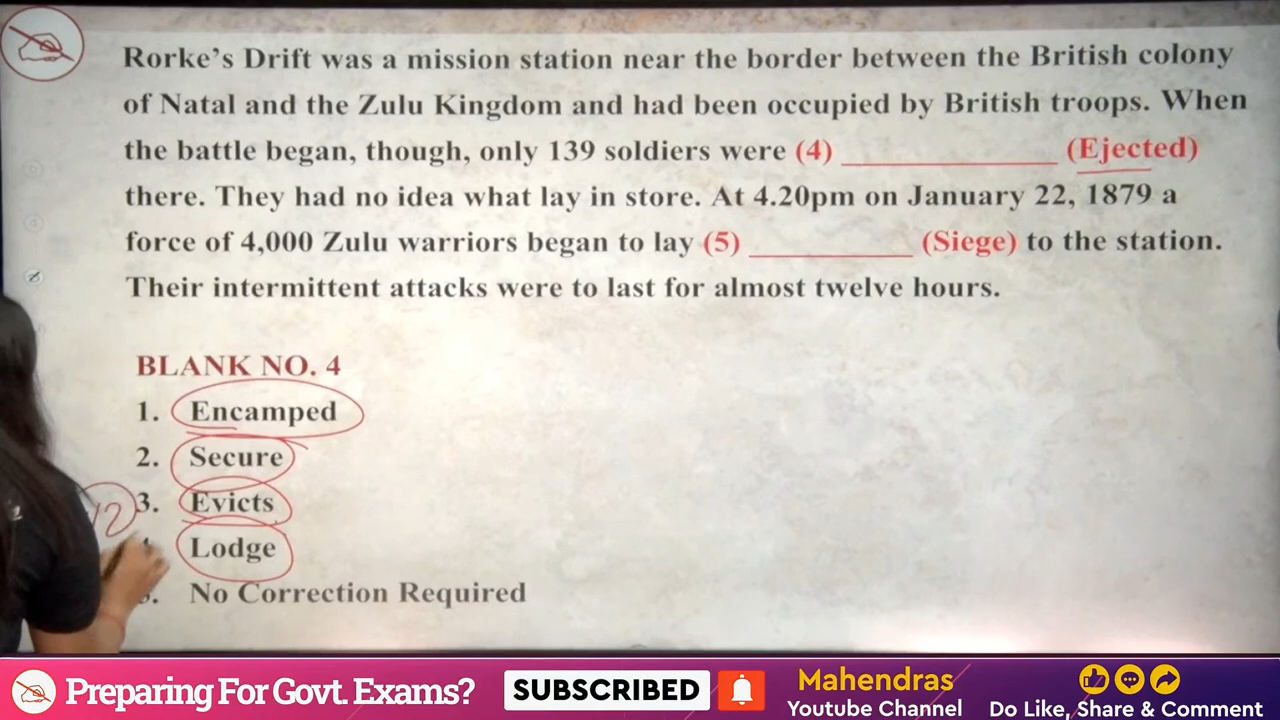 Rorke's Drift was a mission station near the border between the British colony
of Natal and the Zulu Kingdom and had been occupied by British troops. When
the battle began, though, only 139 soldiers were (4) ______________ (Ejected)
there. They had no idea what lay in store. At 4.20pm on January 22, 1879 a
force of 4,000 Zulu warriors began to lay (5) ___________ (Siege) to the station.
Their intermittent attacks were to last for almost twelve hours.
BLANK NO. 4
1. Encamped
2. Secure
3. Evicts
Lodge
No Correction Required
Preparing For Govt. Exams?
SUBSCRIBED
Mahendras
YouTube Channel
Do Like, Share & Comment